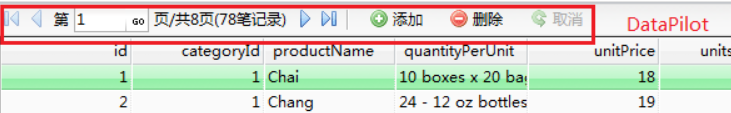 第 1 GO 页/共8页(78笔记录) 添加 删除 取消 DataPilot
id categoryId productName quantityPerUnit unitPrice units
1 1 Chai 10 boxes x 20 bag 18
2 1 Chang 24 - 12 oz bottles 19